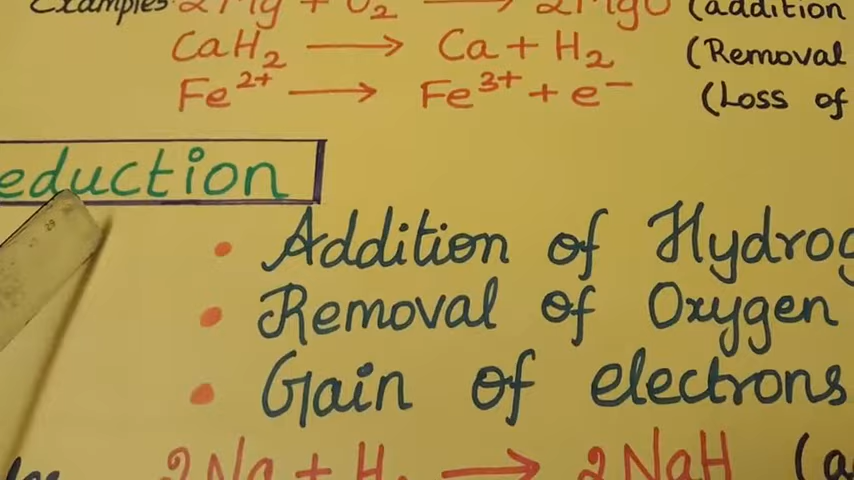 Examples: 2Mg + O₂ → 2MgO (addition
CaH₂ → Ca + H₂ (Removal
Fe²⁺ → Fe³⁺ + e⁻ (Loss of
eduction
• Addition of Hydrog
• Removal of Oxygen
• Gain of electrons
2Na + H₂ → 2NaH (a